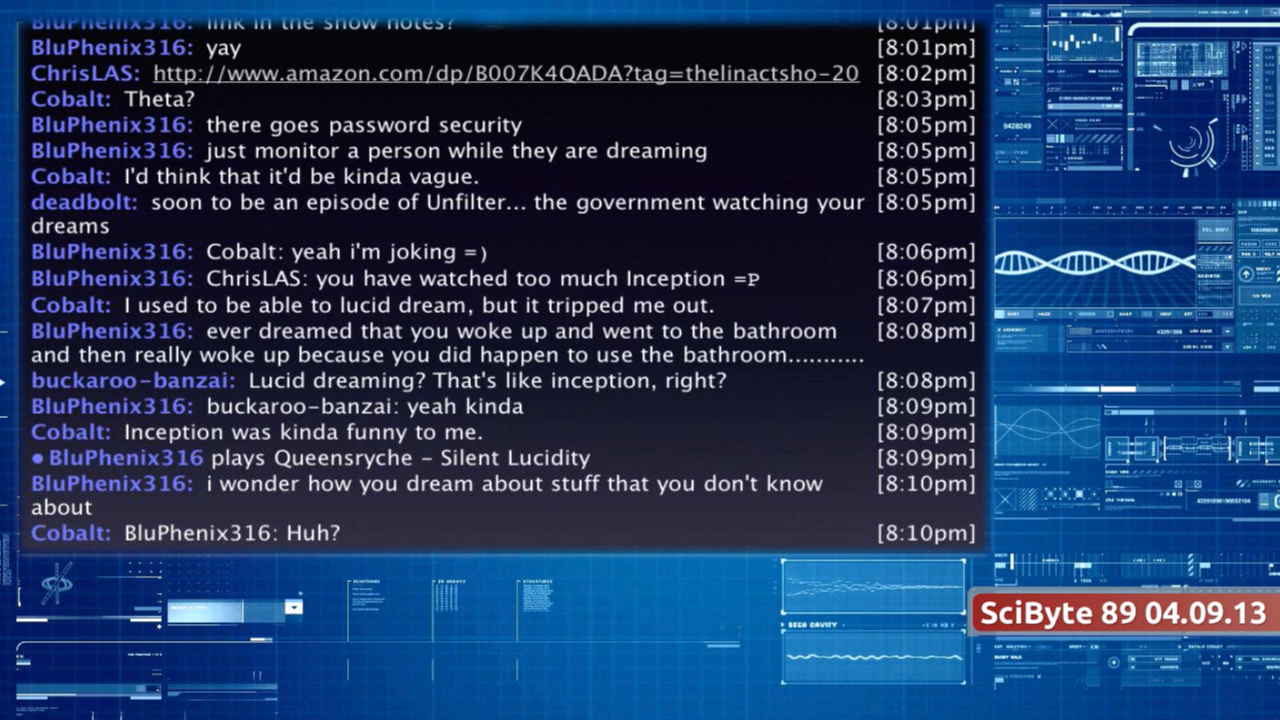 link in the show notes? [8:01pm]
BluPhenix316: yay [8:01pm]
ChrisLAS: http://www.amazon.com/dp/B007K4QADA?tag=thelinactsho-20 [8:02pm]
Cobalt: Theta? [8:03pm]
BluPhenix316: there goes password security [8:05pm]
BluPhenix316: just monitor a person while they are dreaming [8:05pm]
Cobalt: I'd think that it'd be kinda vague. [8:05pm]
deadbolt: soon to be an episode of Unfilter... the government watching your [8:05pm]
dreams
BluPhenix316: Cobalt: yeah i'm joking =) [8:06pm]
BluPhenix316: ChrisLAS: you have watched too much Inception =P [8:06pm]
Cobalt: I used to be able to lucid dream, but it tripped me out. [8:07pm]
BluPhenix316: ever dreamed that you woke up and went to the bathroom [8:08pm]
and then really woke up because you did happen to use the bathroom...........
buckaroo-banzai: Lucid dreaming? That's like inception, right? [8:08pm]
BluPhenix316: buckaroo-banzai: yeah kinda [8:09pm]
Cobalt: Inception was kinda funny to me. [8:09pm]
● BluPhenix316 plays Queensryche - Silent Lucidity [8:09pm]
BluPhenix316: i wonder how you dream about stuff that you don't know [8:10pm]
about
Cobalt: BluPhenix316: Huh? [8:10pm]
SciByte 89 04.09.13
9428249